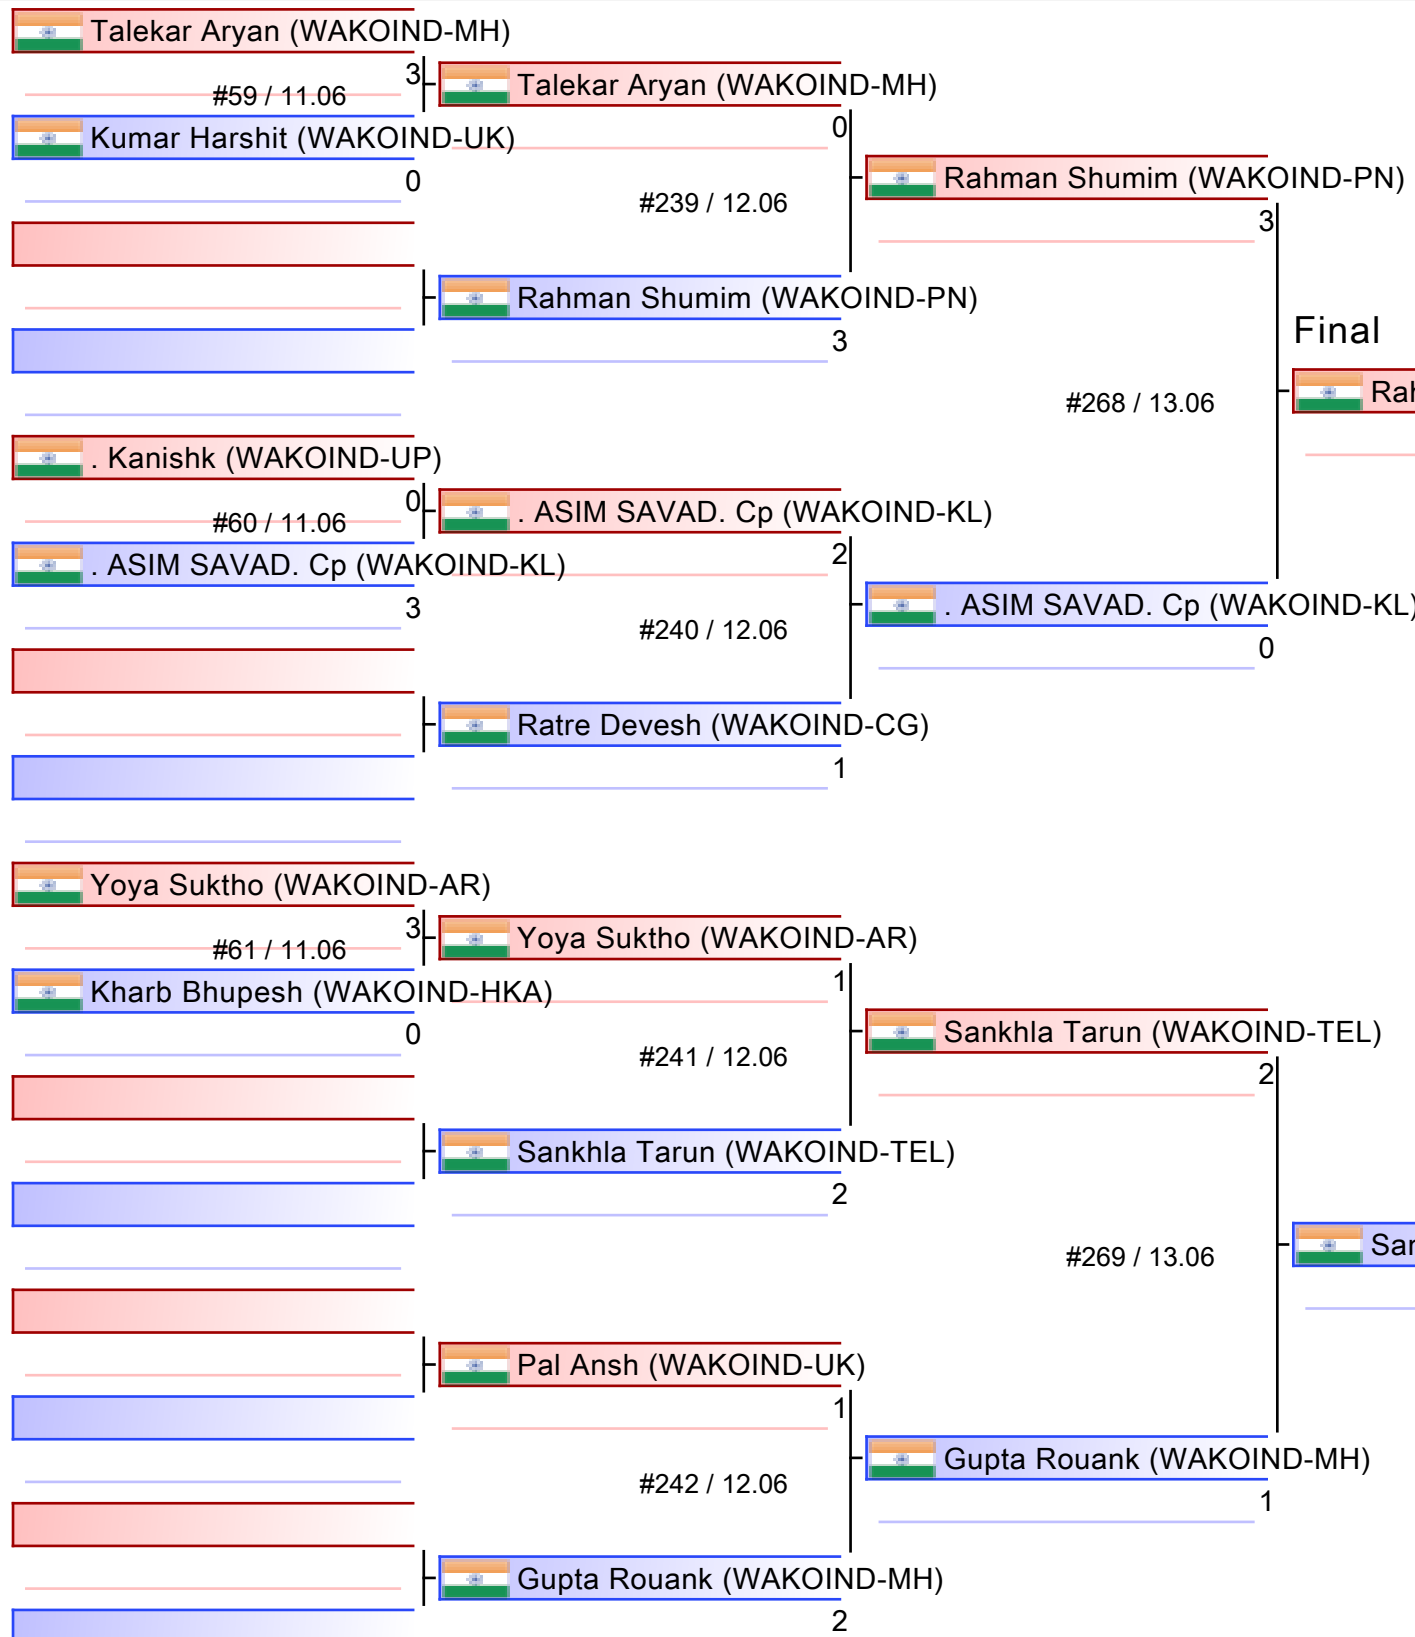 Talekar Aryan (WAKOIND-MH)
3
#59 / 11.06
Kumar Harshit (WAKOIND-UK)
0
. Kanishk (WAKOIND-UP)
0
#60 / 11.06
. ASIM SAVAD. Cp (WAKOIND-KL)
3
Yoya Suktho (WAKOIND-AR)
3
#61 / 11.06
Kharb Bhupesh (WAKOIND-HKA)
0
Talekar Aryan (WAKOIND-MH)
0
#239 / 12.06
Rahman Shumim (WAKOIND-PN)
3
. ASIM SAVAD. Cp (WAKOIND-KL)
2
#240 / 12.06
Ratre Devesh (WAKOIND-CG)
1
Yoya Suktho (WAKOIND-AR)
1
#241 / 12.06
Sankhla Tarun (WAKOIND-TEL)
2
Pal Ansh (WAKOIND-UK)
1
#242 / 12.06
Gupta Rouank (WAKOIND-MH)
2
Rahman Shumim (WAKOIND-PN)
3
#268 / 13.06
. ASIM SAVAD. Cp (WAKOIND-KL)
0
Sankhla Tarun (WAKOIND-TEL)
2
#269 / 13.06
Gupta Rouank (WAKOIND-MH)
1
Final